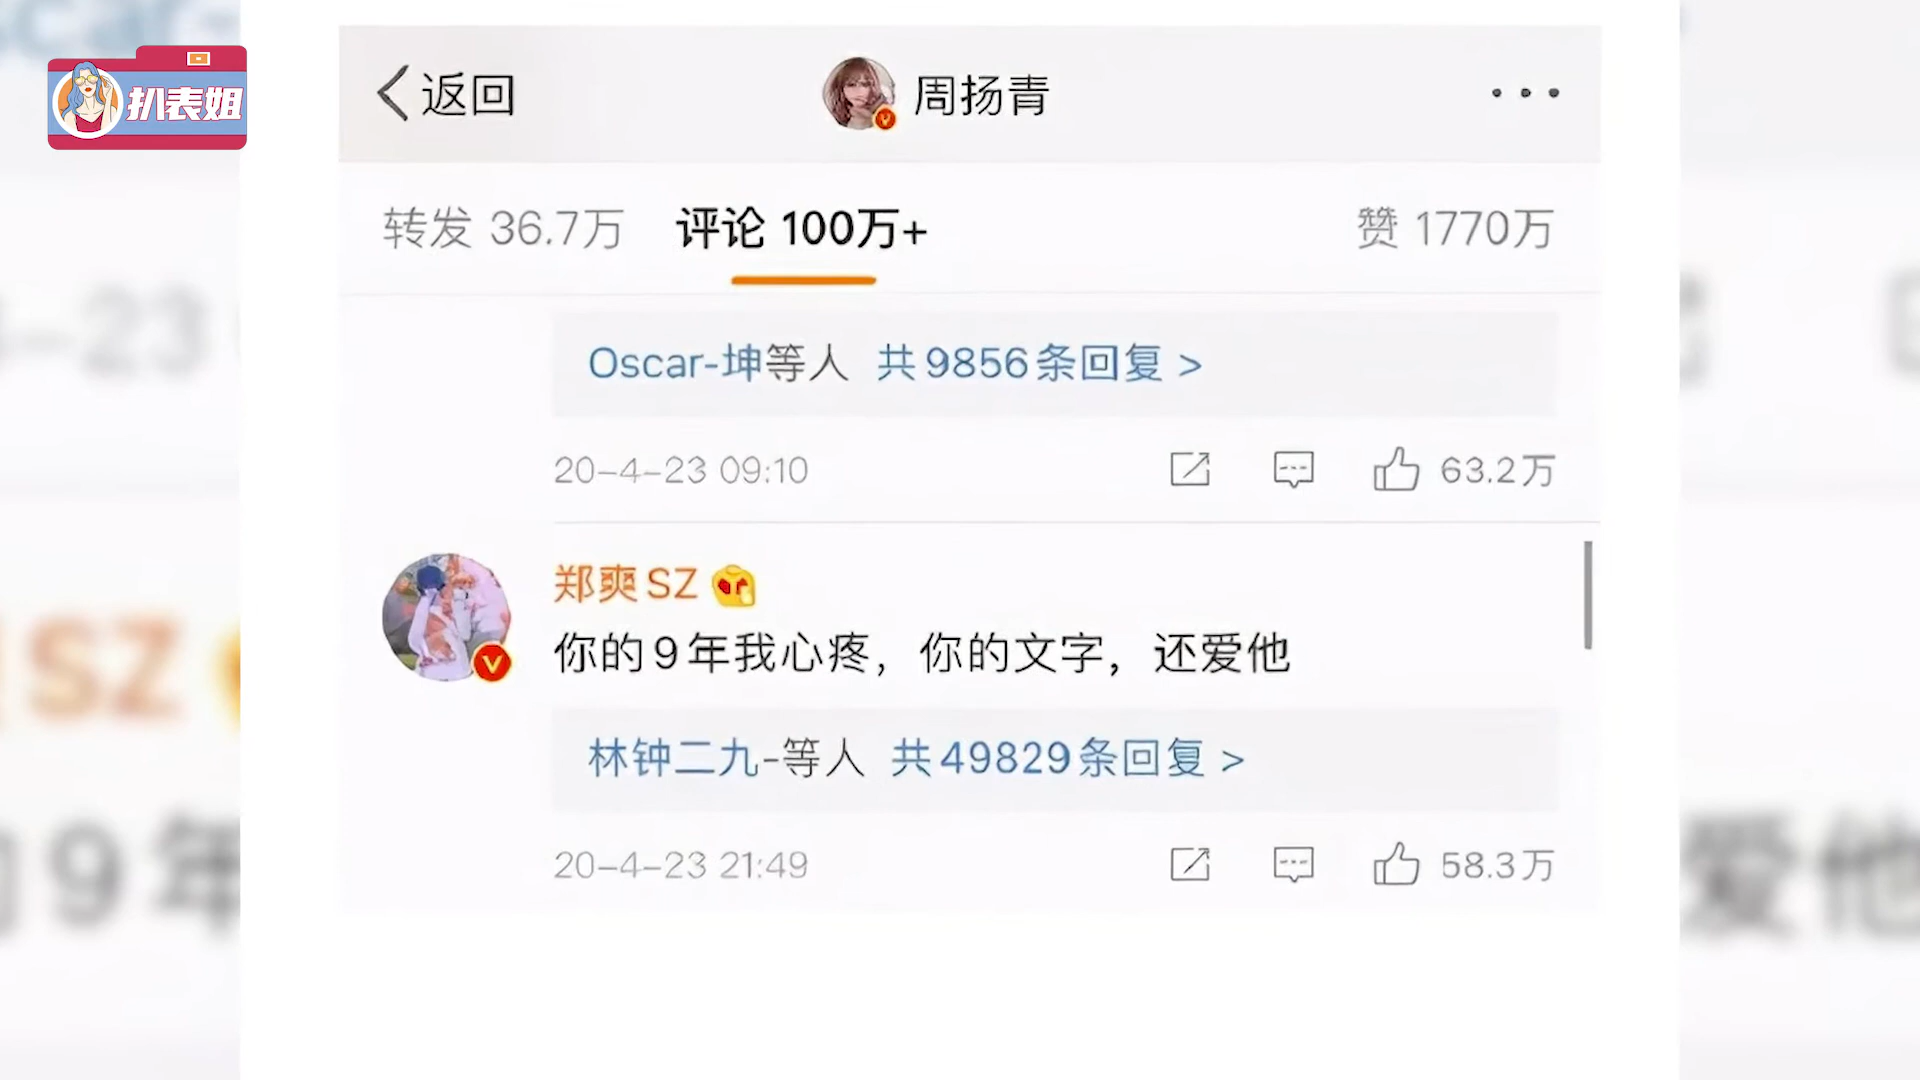 扒表姐
返回
周扬青
转发 36.7万 评论 100万+ 赞 1770万
Oscar-坤等人 共9856条回复 >
20-4-23 09:10 63.2万
郑爽SZ
你的9年我心疼，你的文字，还爱他
林钟二九-等人 共49829条回复 >
20-4-23 21:49 58.3万